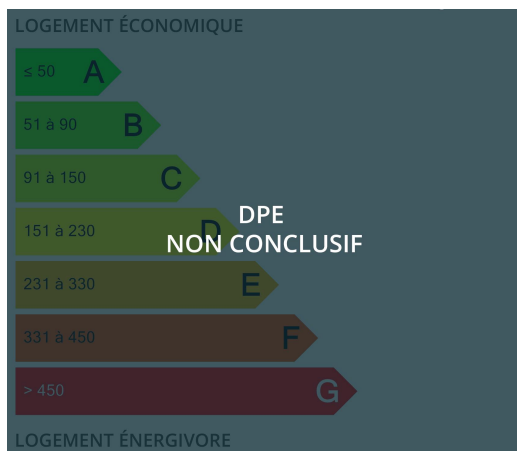 LOGEMENT ÉCONOMIQUE
≤ 50 A
51 à 90 B
91 à 150 C
151 à 230 D
DPE
NON CONCLUSIF
231 à 330 E
331 à 450 F
> 450 G
LOGEMENT ÉNERGIVORE